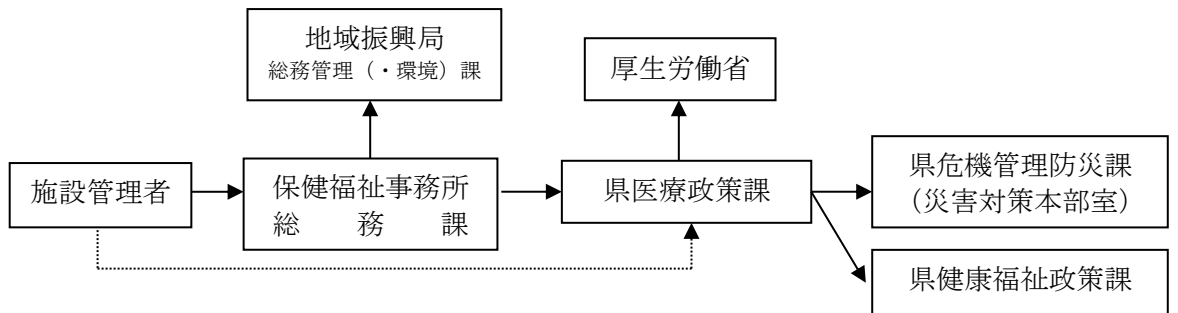 地域振興局
総務管理（・環境）課
厚生労働省
施設管理者
保健福祉事務所
総　務　課
県医療政策課
県危機管理防災課
（災害対策本部室）
県健康福祉政策課